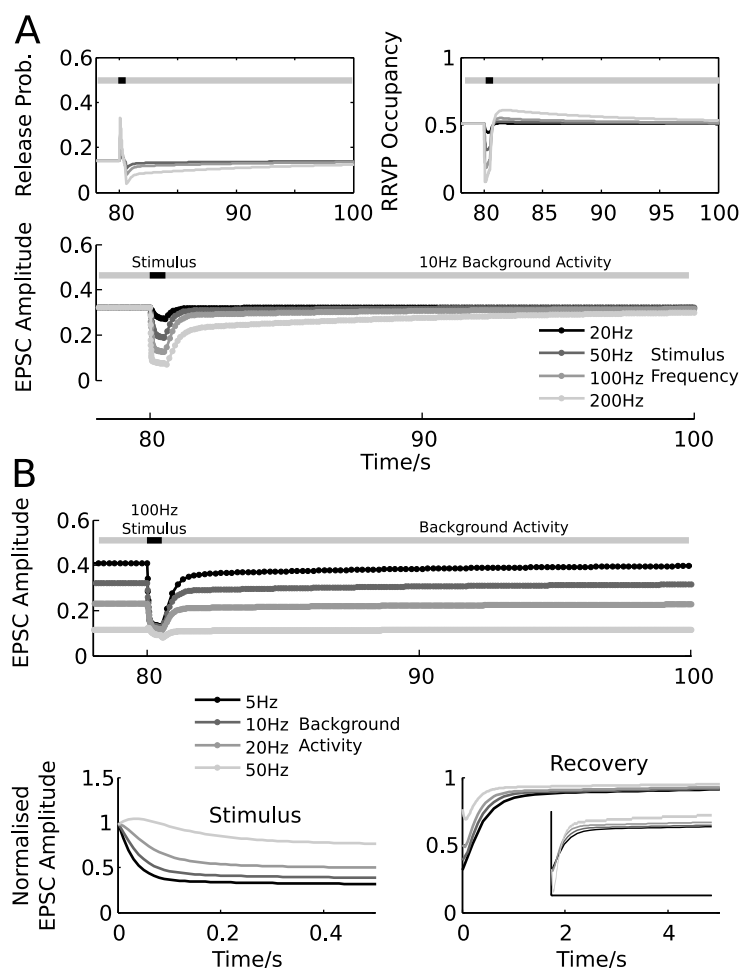 A
Release Prob.
0.6
0.4
0.2
0
80
90
100
RRVP Occupancy
1
0.5
0
80
85
90
95
100
EPSC Amplitude
0.6
0.4
0.2
0
Stimulus
10Hz Background Activity
20Hz
50Hz
100Hz
200Hz
Stimulus
Frequency
80
90
100
Time/s
B
EPSC Amplitude
0.6
0.4
0.2
0
100Hz
Stimulus
Background Activity
80
90
100
5Hz
10Hz
20Hz
50Hz
Background
Activity
Normalised
EPSC Amplitude
1.5
1
0.5
0
Stimulus
0
0.2
0.4
Time/s
Recovery
1
0.5
0
0
2
4
Time/s